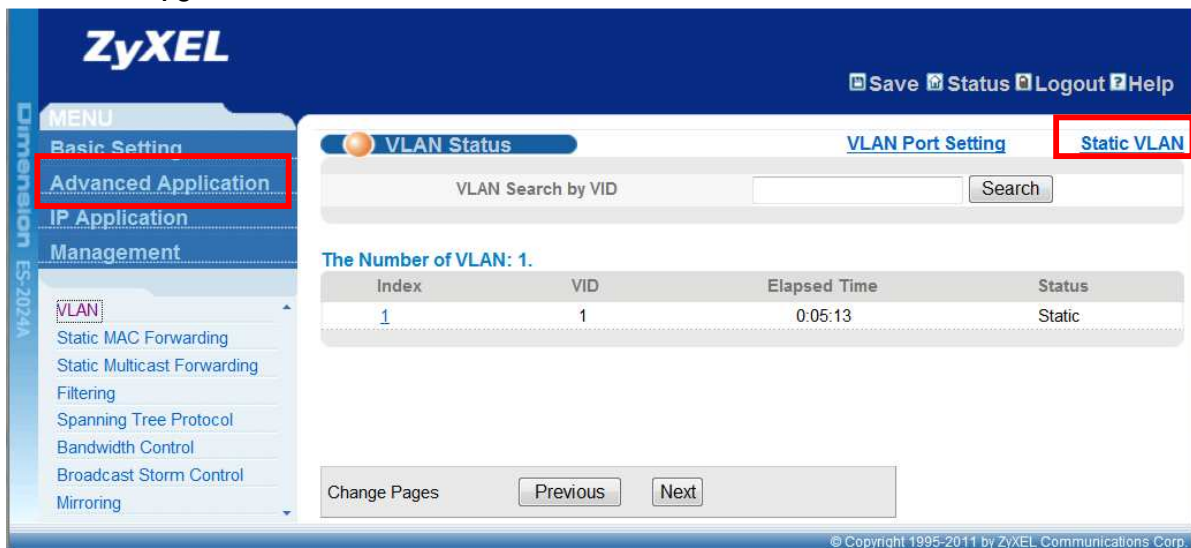 ZyXEL
Save Status Logout Help
Dimension ES-2024A
MENU
Basic Setting
Advanced Application
IP Application
Management
VLAN
Static MAC Forwarding
Static Multicast Forwarding
Filtering
Spanning Tree Protocol
Bandwidth Control
Broadcast Storm Control
Mirroring
VLAN Status VLAN Port Setting Static VLAN
VLAN Search by VID Search
The Number of VLAN: 1.
Index VID Elapsed Time Status
1 1 0:05:13 Static
Change Pages Previous Next
© Copyright 1995-2011 by ZyXEL Communications Corp.